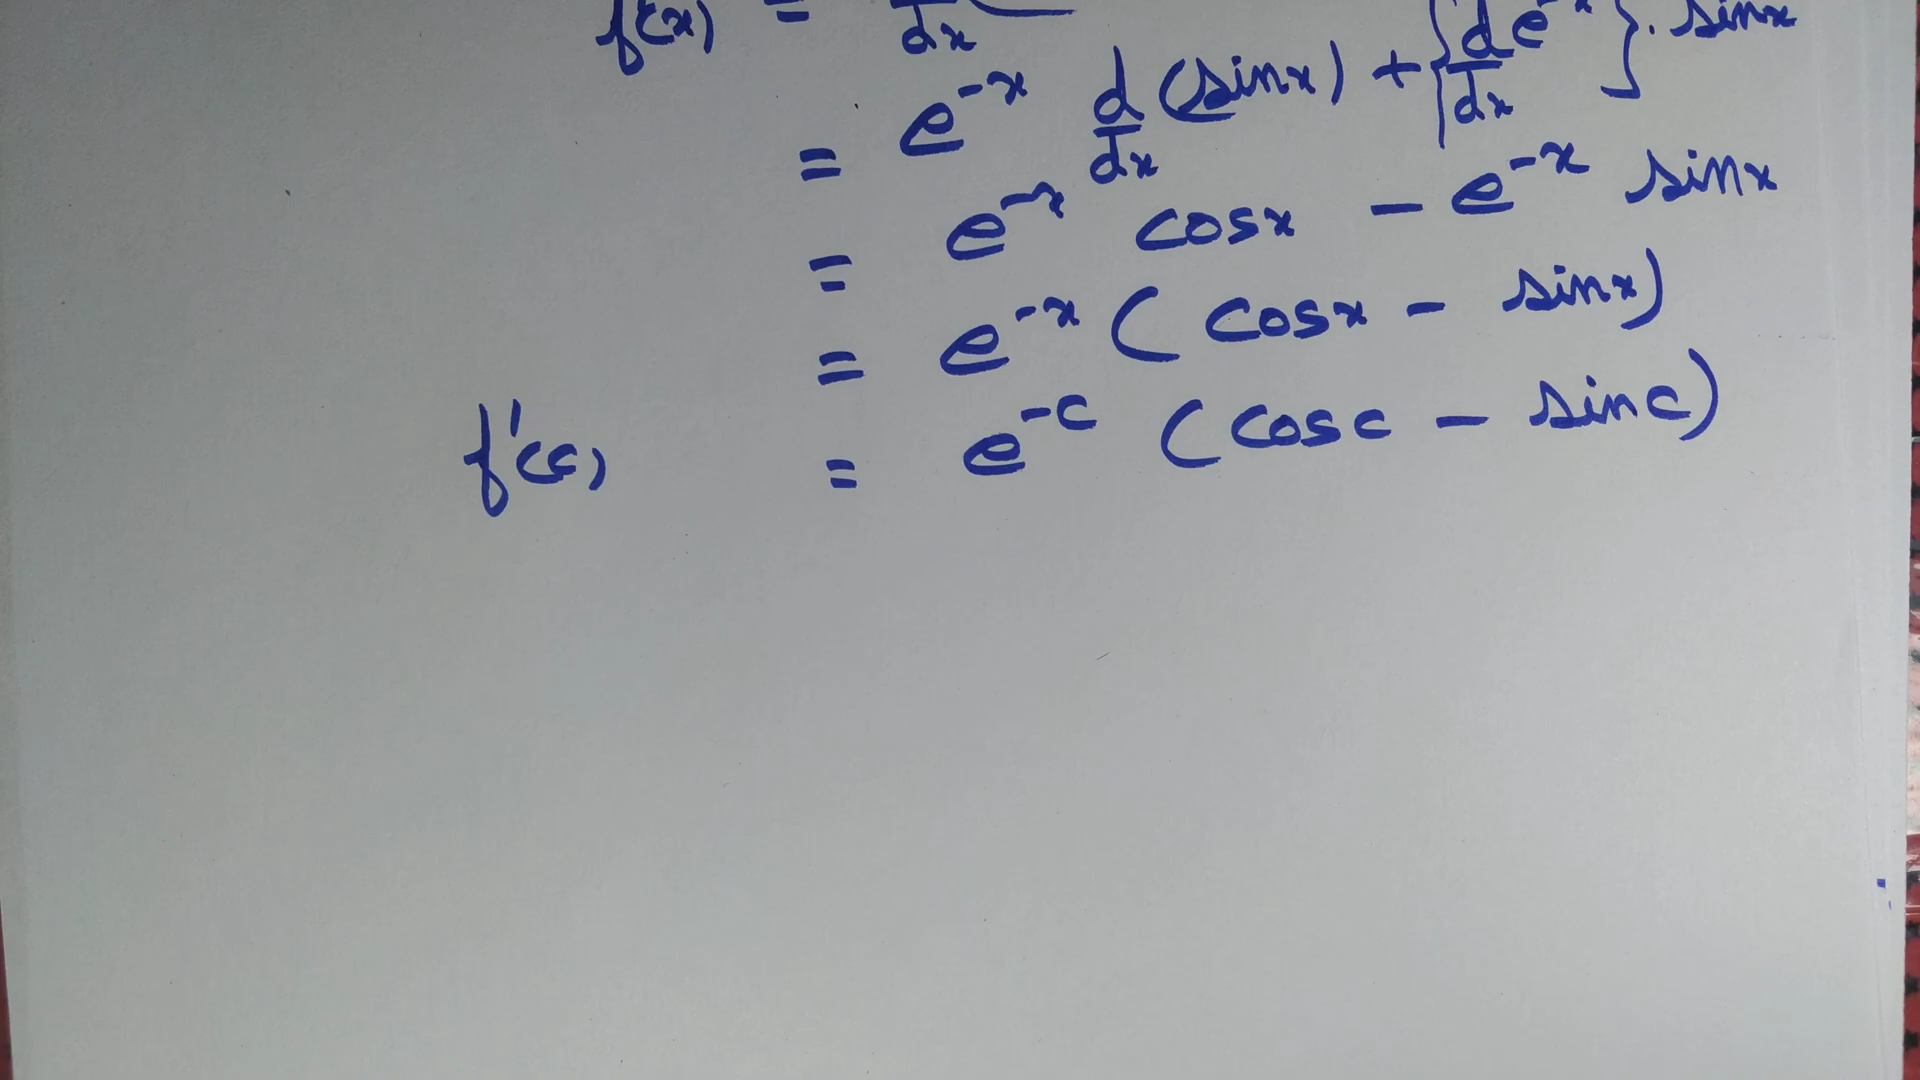 f'(x) = d/dx
= e^{-x} d/dx (sinx) + {d e^{-x}/dx} . sinx
= e^{-x} cosx - e^{-x} sinx
= e^{-x} (cosx - sinx)
f'(c) = e^{-c} (cosc - sinc)